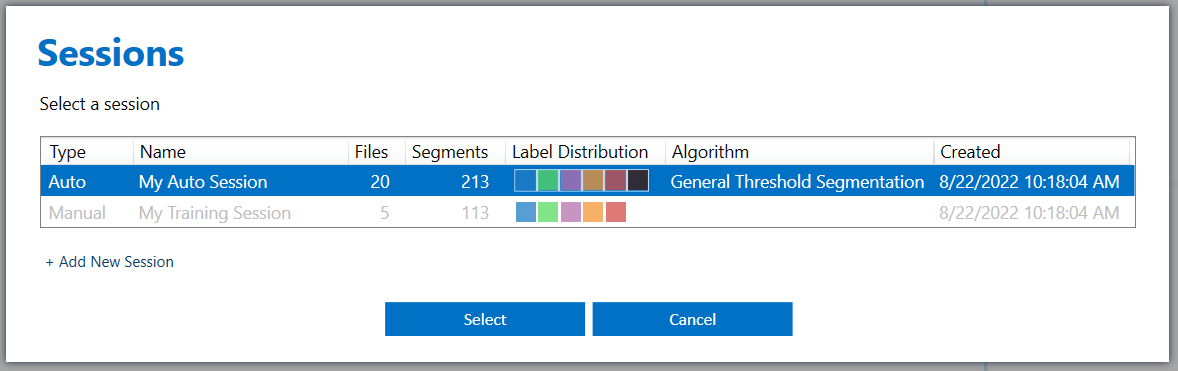 Sessions
Select a session
Type Name Files Segments Label Distribution Algorithm Created
Auto My Auto Session 20 213 General Threshold Segmentation 8/22/2022 10:18:04 AM
Manual My Training Session 5 113 8/22/2022 10:18:04 AM
+ Add New Session
Select Cancel